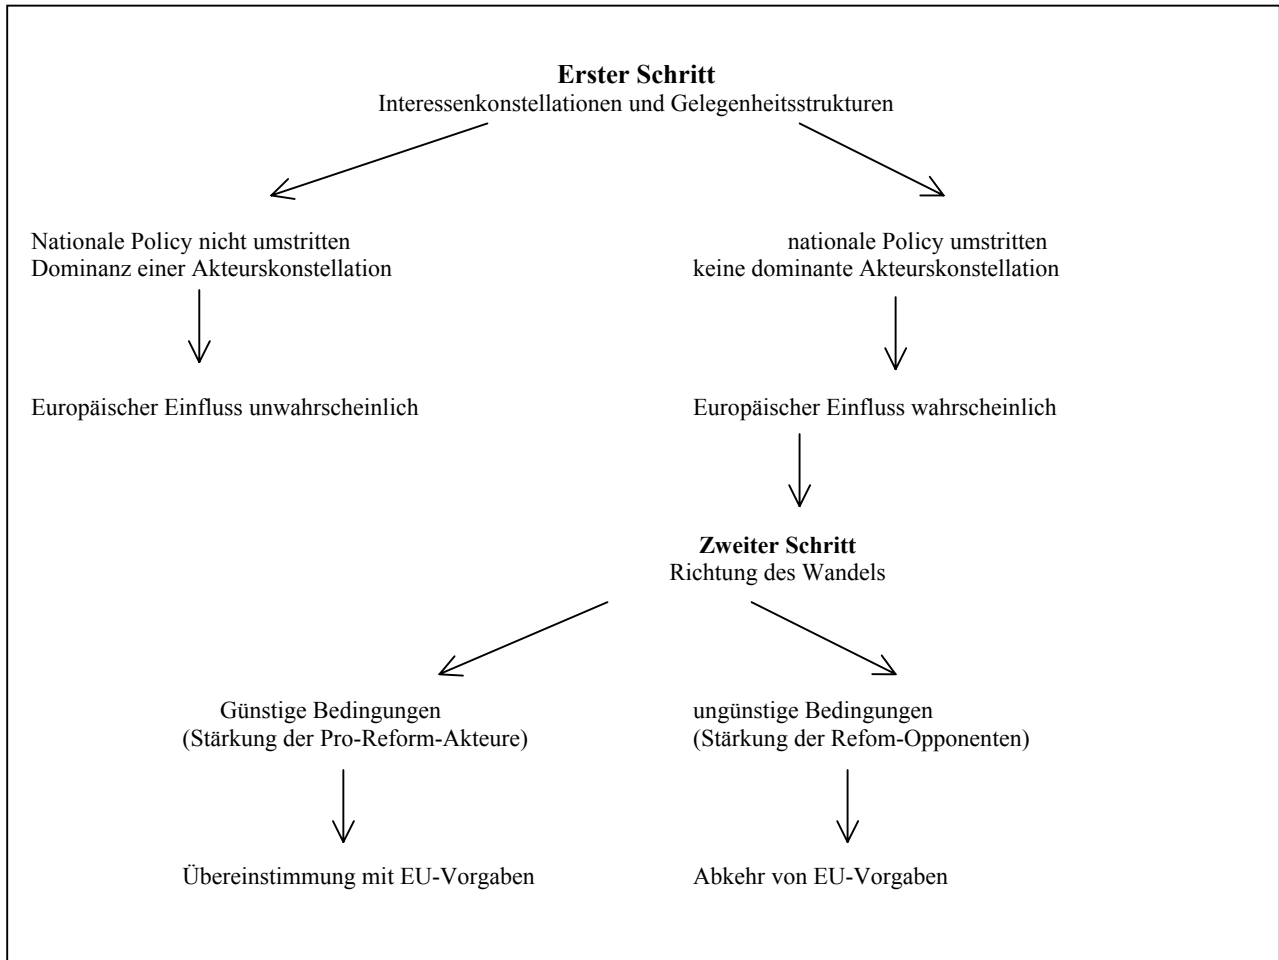 Erster Schritt
Interessenkonstellationen und Gelegenheitsstrukturen
Nationale Policy nicht umstritten
Dominanz einer Akteurskonstellation
nationale Policy umstritten
keine dominante Akteurskonstellation
Europäischer Einfluss unwahrscheinlich
Europäischer Einfluss wahrscheinlich
Zweiter Schritt
Richtung des Wandels
Günstige Bedingungen
(Stärkung der Pro-Reform-Akteure)
ungünstige Bedingungen
(Stärkung der Refom-Opponenten)
Übereinstimmung mit EU-Vorgaben
Abkehr von EU-Vorgaben